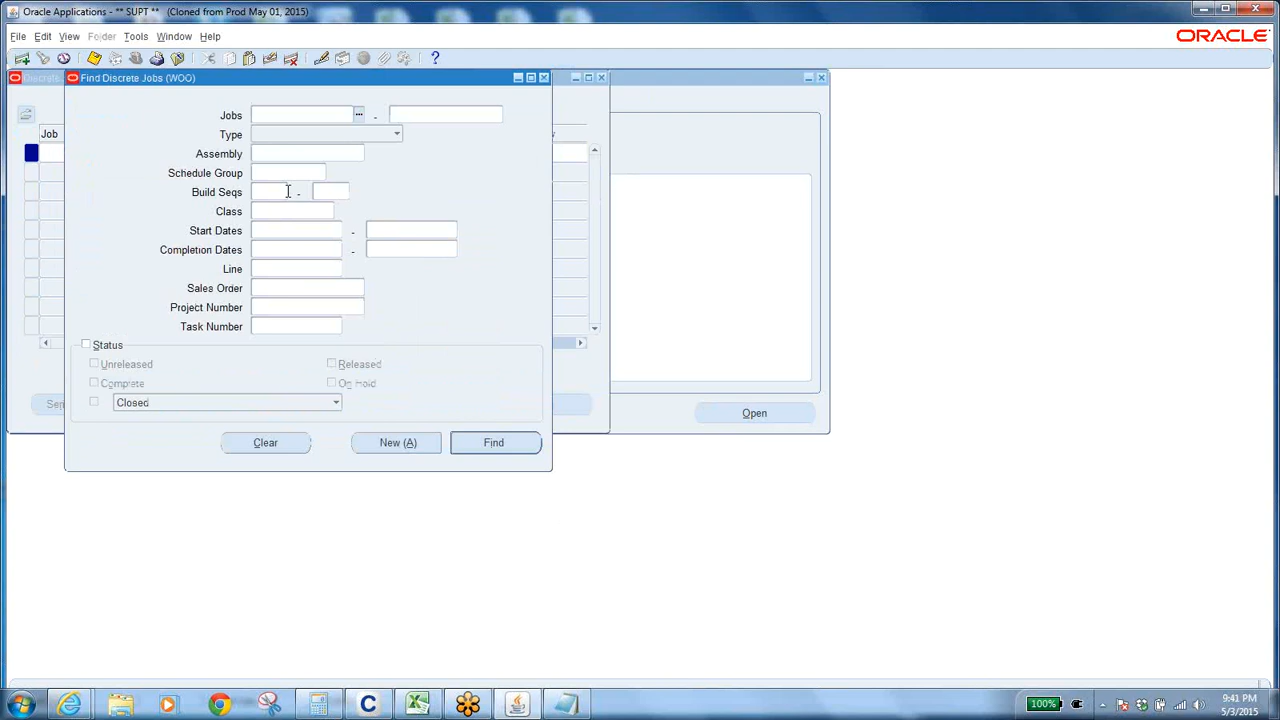 Oracle Applications - ** SUPT ** (Cloned from Prod May 01, 2015)
File Edit View Folder Tools Window Help
ORACLE
Find Discrete Jobs (WOO)
Job
Jobs -
Type
Assembly
Schedule Group
Build Seqs -
Class
Start Dates -
Completion Dates -
Line
Sales Order
Project Number
Task Number
Status
Unreleased Released
Complete On Hold
Closed
Clear New (A) Find
Open
100%
9:41 PM
5/3/2015